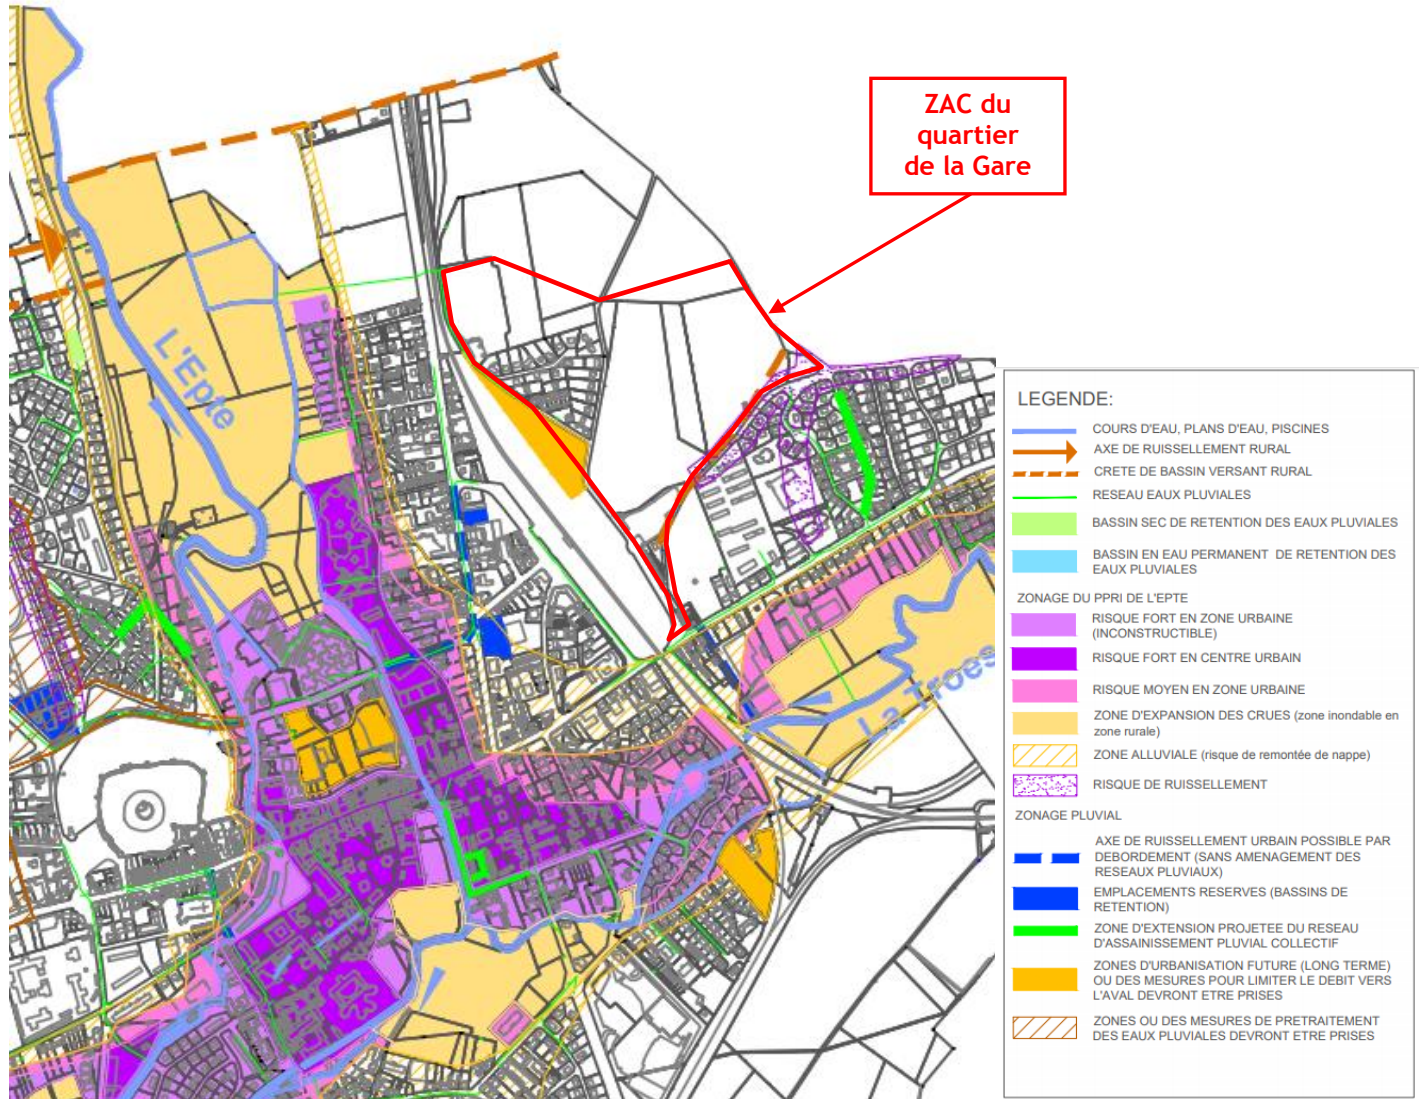 ZAC du
quartier
de la Gare
L'Epte
La Troes
LEGENDE:
COURS D'EAU, PLANS D'EAU, PISCINES
AXE DE RUISSELLEMENT RURAL
CRETE DE BASSIN VERSANT RURAL
RESEAU EAUX PLUVIALES
BASSIN SEC DE RETENTION DES EAUX PLUVIALES
BASSIN EN EAU PERMANENT DE RETENTION DES
EAUX PLUVIALES
ZONAGE DU PPRI DE L'EPTE
RISQUE FORT EN ZONE URBAINE
(INCONSTRUCTIBLE)
RISQUE FORT EN CENTRE URBAIN
RISQUE MOYEN EN ZONE URBAINE
ZONE D'EXPANSION DES CRUES (zone inondable en
zone rurale)
ZONE ALLUVIALE (risque de remontée de nappe)
RISQUE DE RUISSELLEMENT
ZONAGE PLUVIAL
AXE DE RUISSELLEMENT URBAIN POSSIBLE PAR
DEBORDEMENT (SANS AMENAGEMENT DES
RESEAUX PLUVIAUX)
EMPLACEMENTS RESERVES (BASSINS DE
RETENTION)
ZONE D'EXTENSION PROJETEE DU RESEAU
D'ASSAINISSEMENT PLUVIAL COLLECTIF
ZONES D'URBANISATION FUTURE (LONG TERME)
OU DES MESURES POUR LIMITER LE DEBIT VERS
L'AVAL DEVRONT ETRE PRISES
ZONES OU DES MESURES DE PRETRAITEMENT
DES EAUX PLUVIALES DEVRONT ETRE PRISES